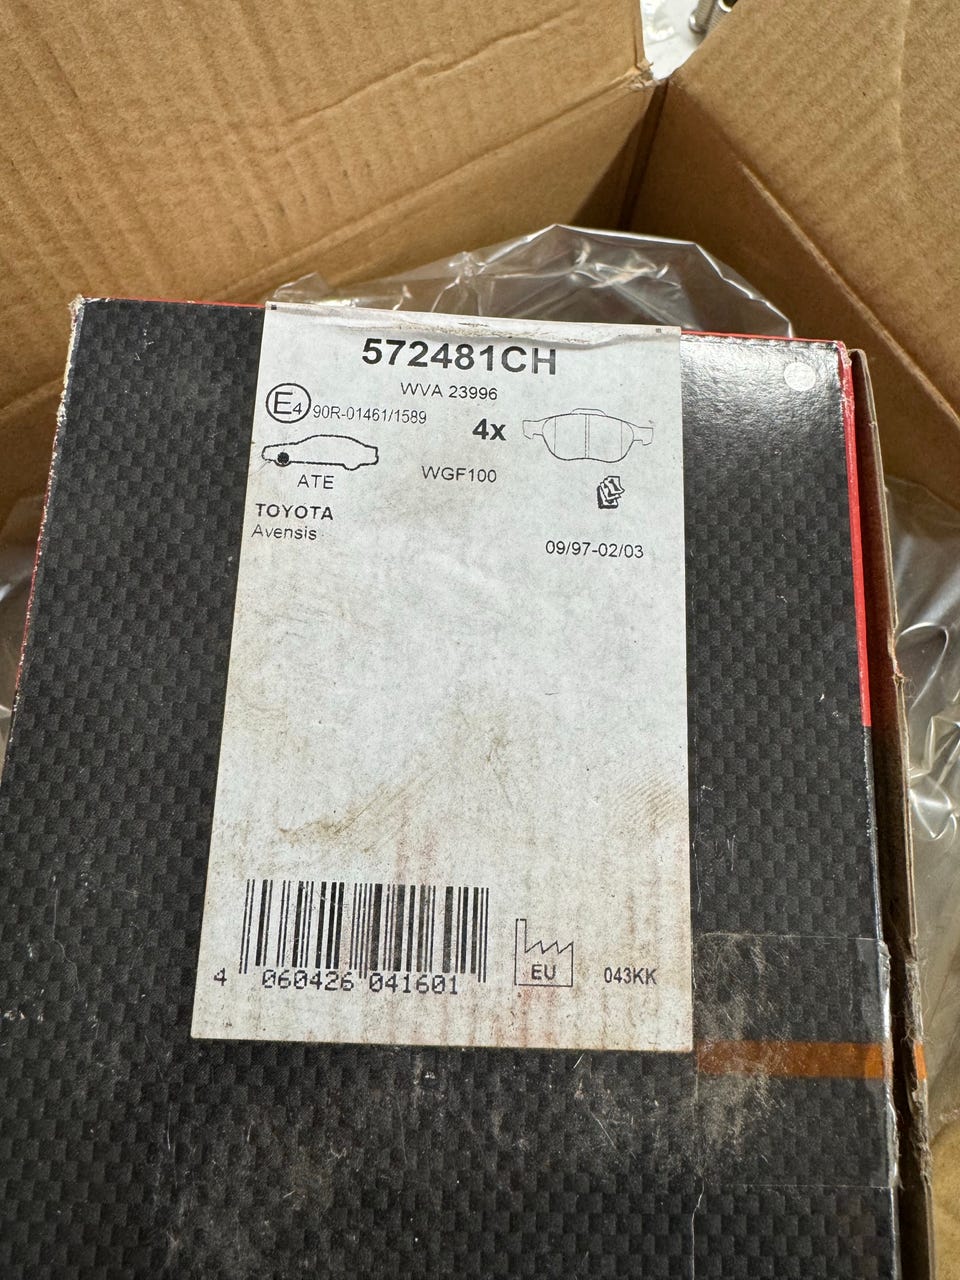 572481CH
WVA 23996
E4 90R-01461/1589
4x
ATE
WGF100
TOYOTA
Avensis
09/97-02/03
4 060426 041601
EU
043KK